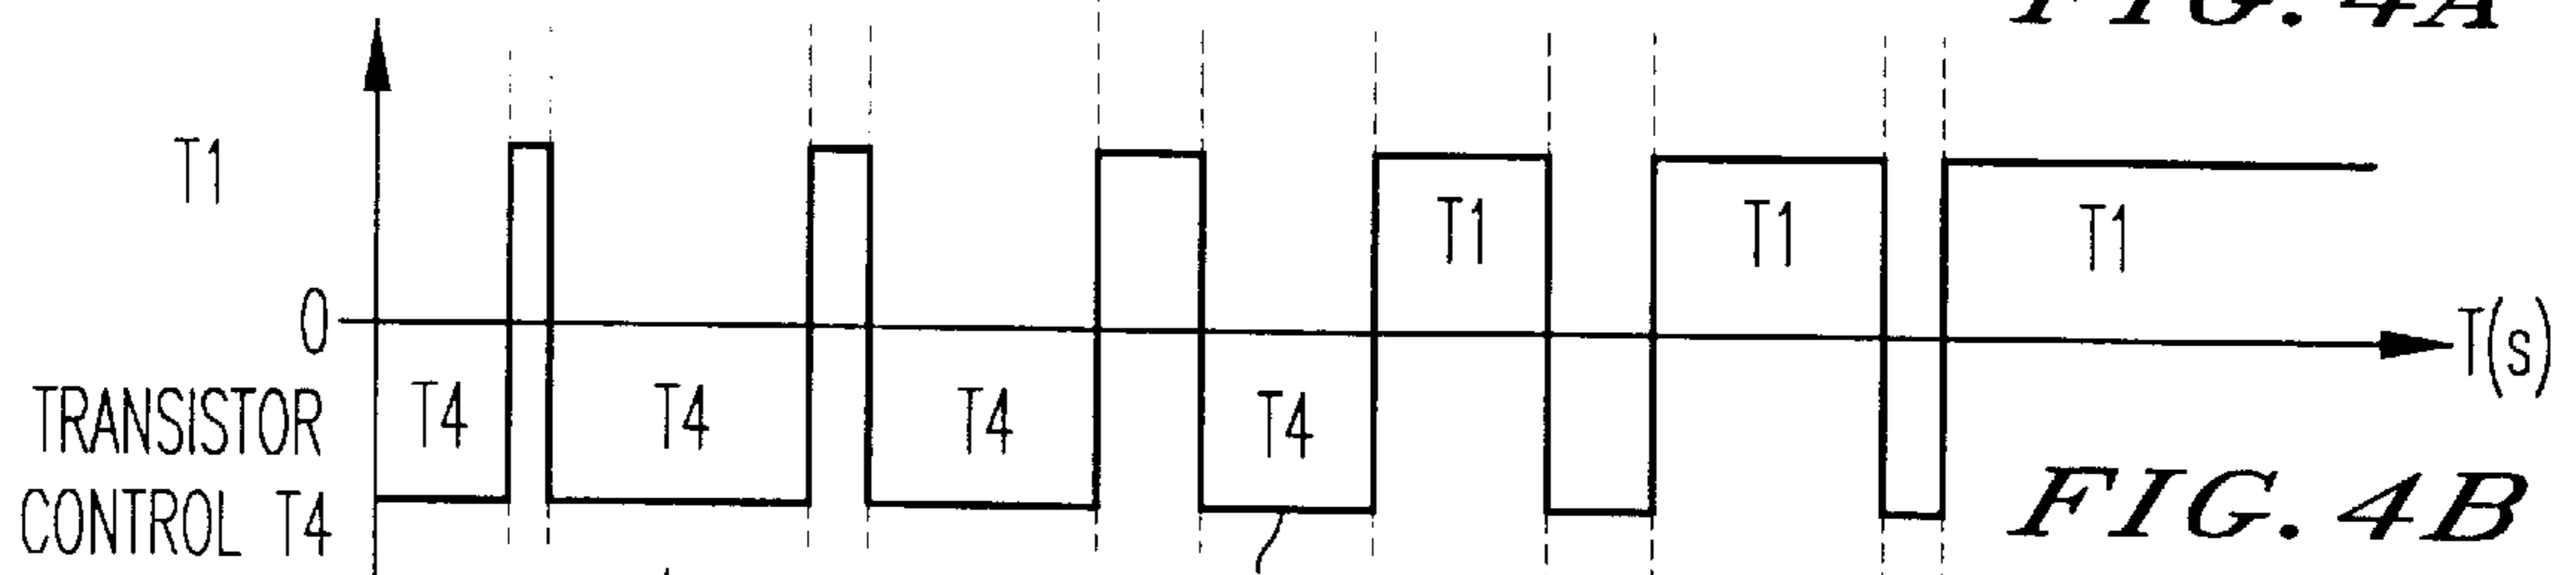 FIG. 4A
T1
T1 T1 T1
0
T(s)
T4 T4 T4 T4
TRANSISTOR
CONTROL T4
FIG. 4B